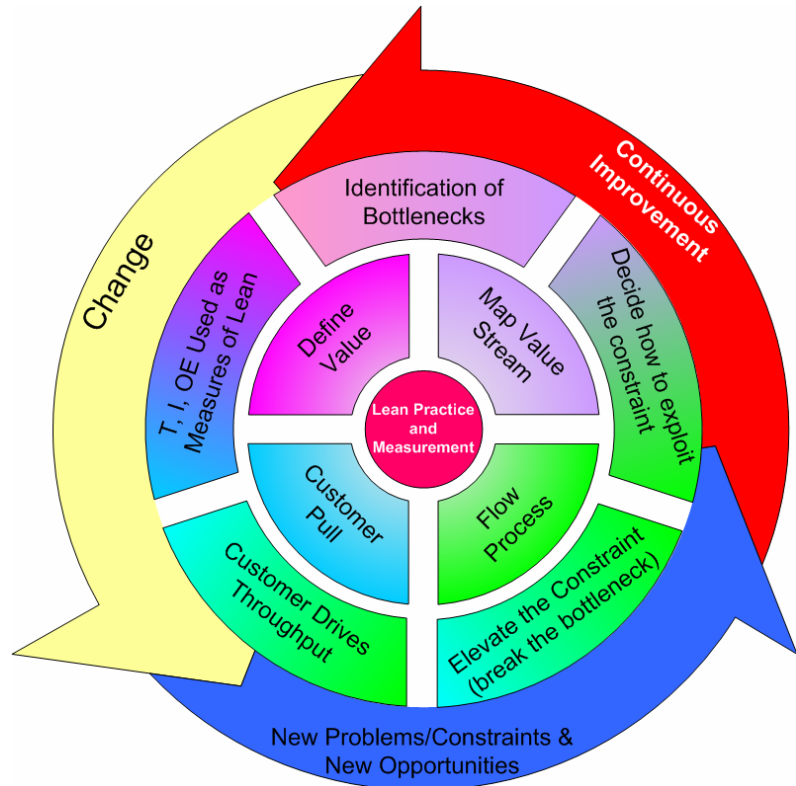 Continuous
Improvement
Change
Identification of
Bottlenecks
Decide how to exploit
the constraint
Elevate the Constraint
(break the bottleneck)
Customer Drives
Throughput
T, I, OE Used as
Measures of Lean
Define
Value
Map Value
Stream
Flow
Process
Customer
Pull
Lean Practice
and
Measurement
New Problems/Constraints &
New Opportunities